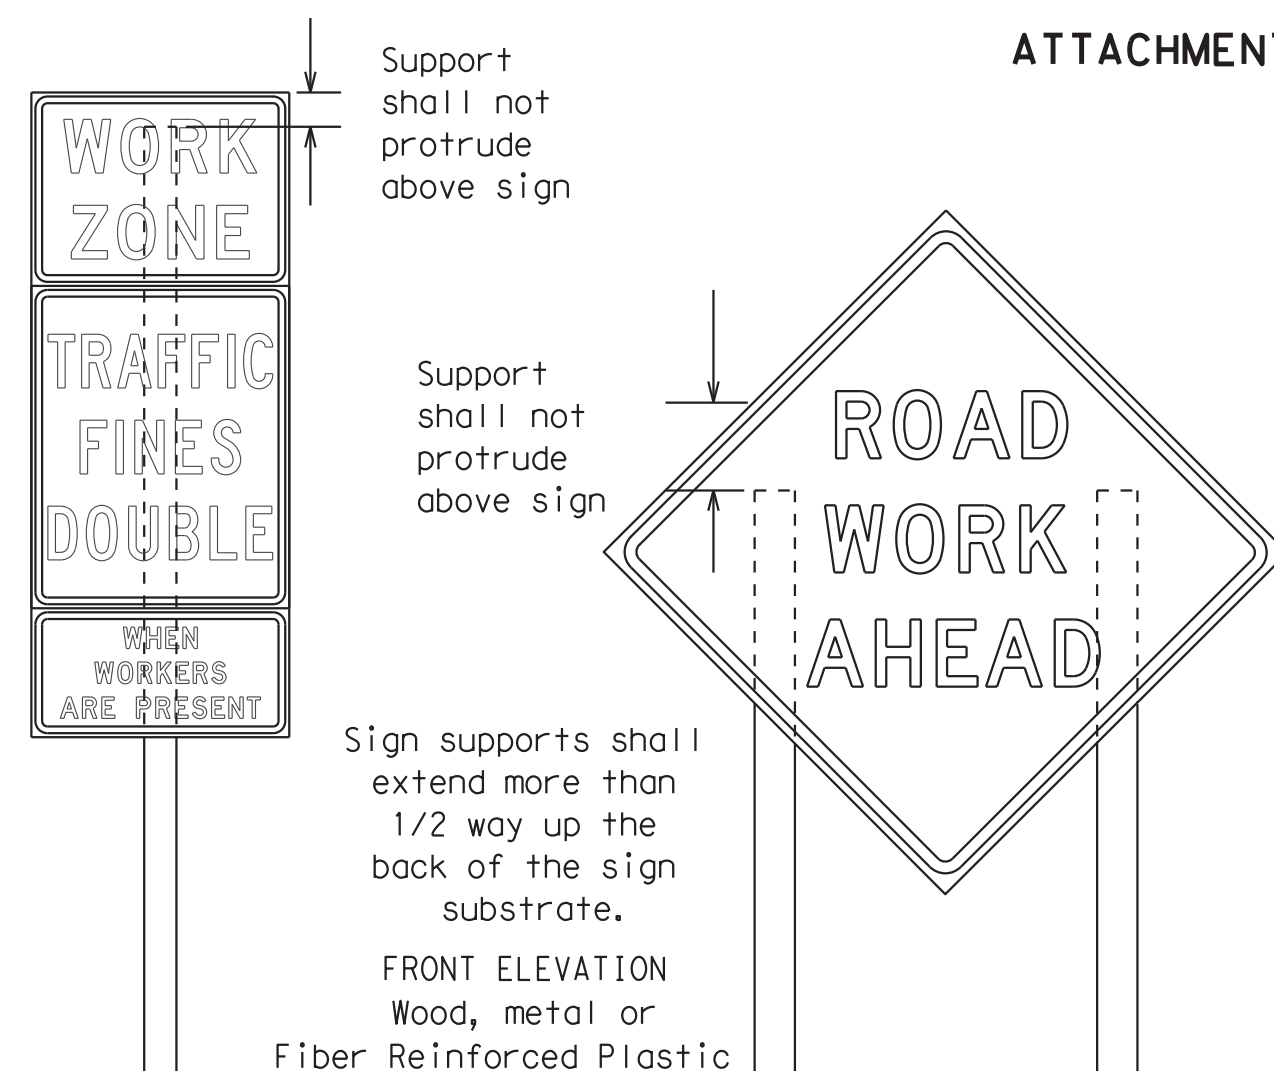 ATTACHMENT
Support
shall not
protrude
above sign
WORK
ZONE
TRAFFIC
FINES
DOUBLE
WHEN
WORKERS
ARE PRESENT
Support
shall not
protrude
above sign
ROAD
WORK
AHEAD
Sign supports shall
extend more than
1/2 way up the
back of the sign
substrate.
FRONT ELEVATION
Wood, metal or
Fiber Reinforced Plastic